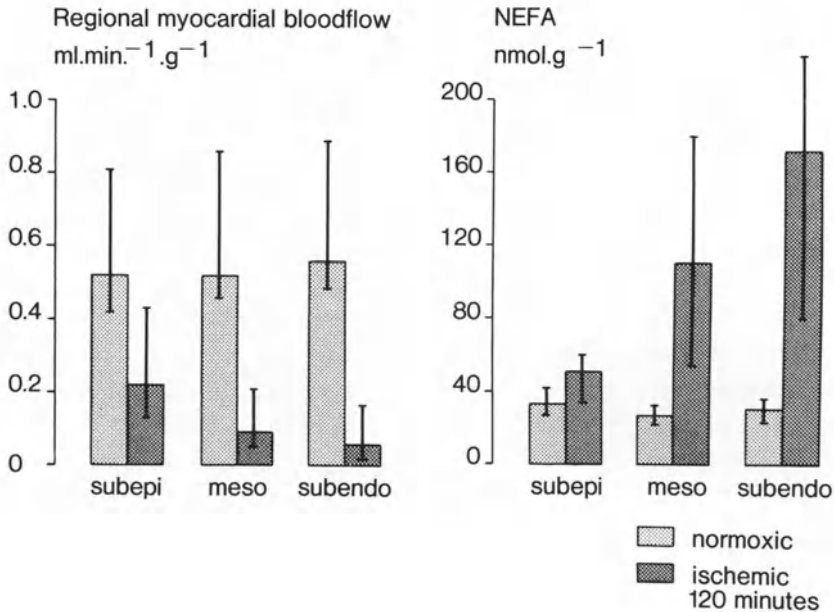 Regional myocardial bloodflow
ml.min.⁻¹.g⁻¹
1.0
0.8
0.6
0.4
0.2
0
subepi meso subendo
NEFA
nmol.g ⁻¹
200
160
120
80
40
0
subepi meso subendo
normoxic
ischemic
120 minutes